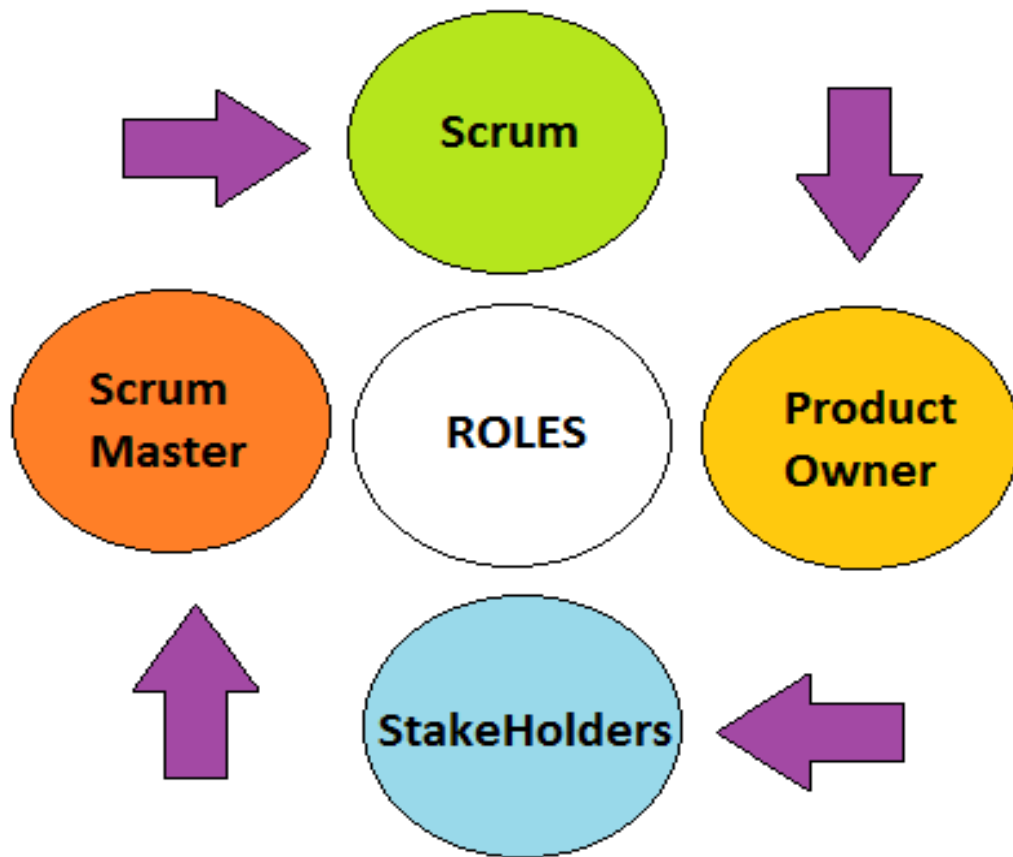 Scrum
Scrum
Master
ROLES
Product
Owner
StakeHolders